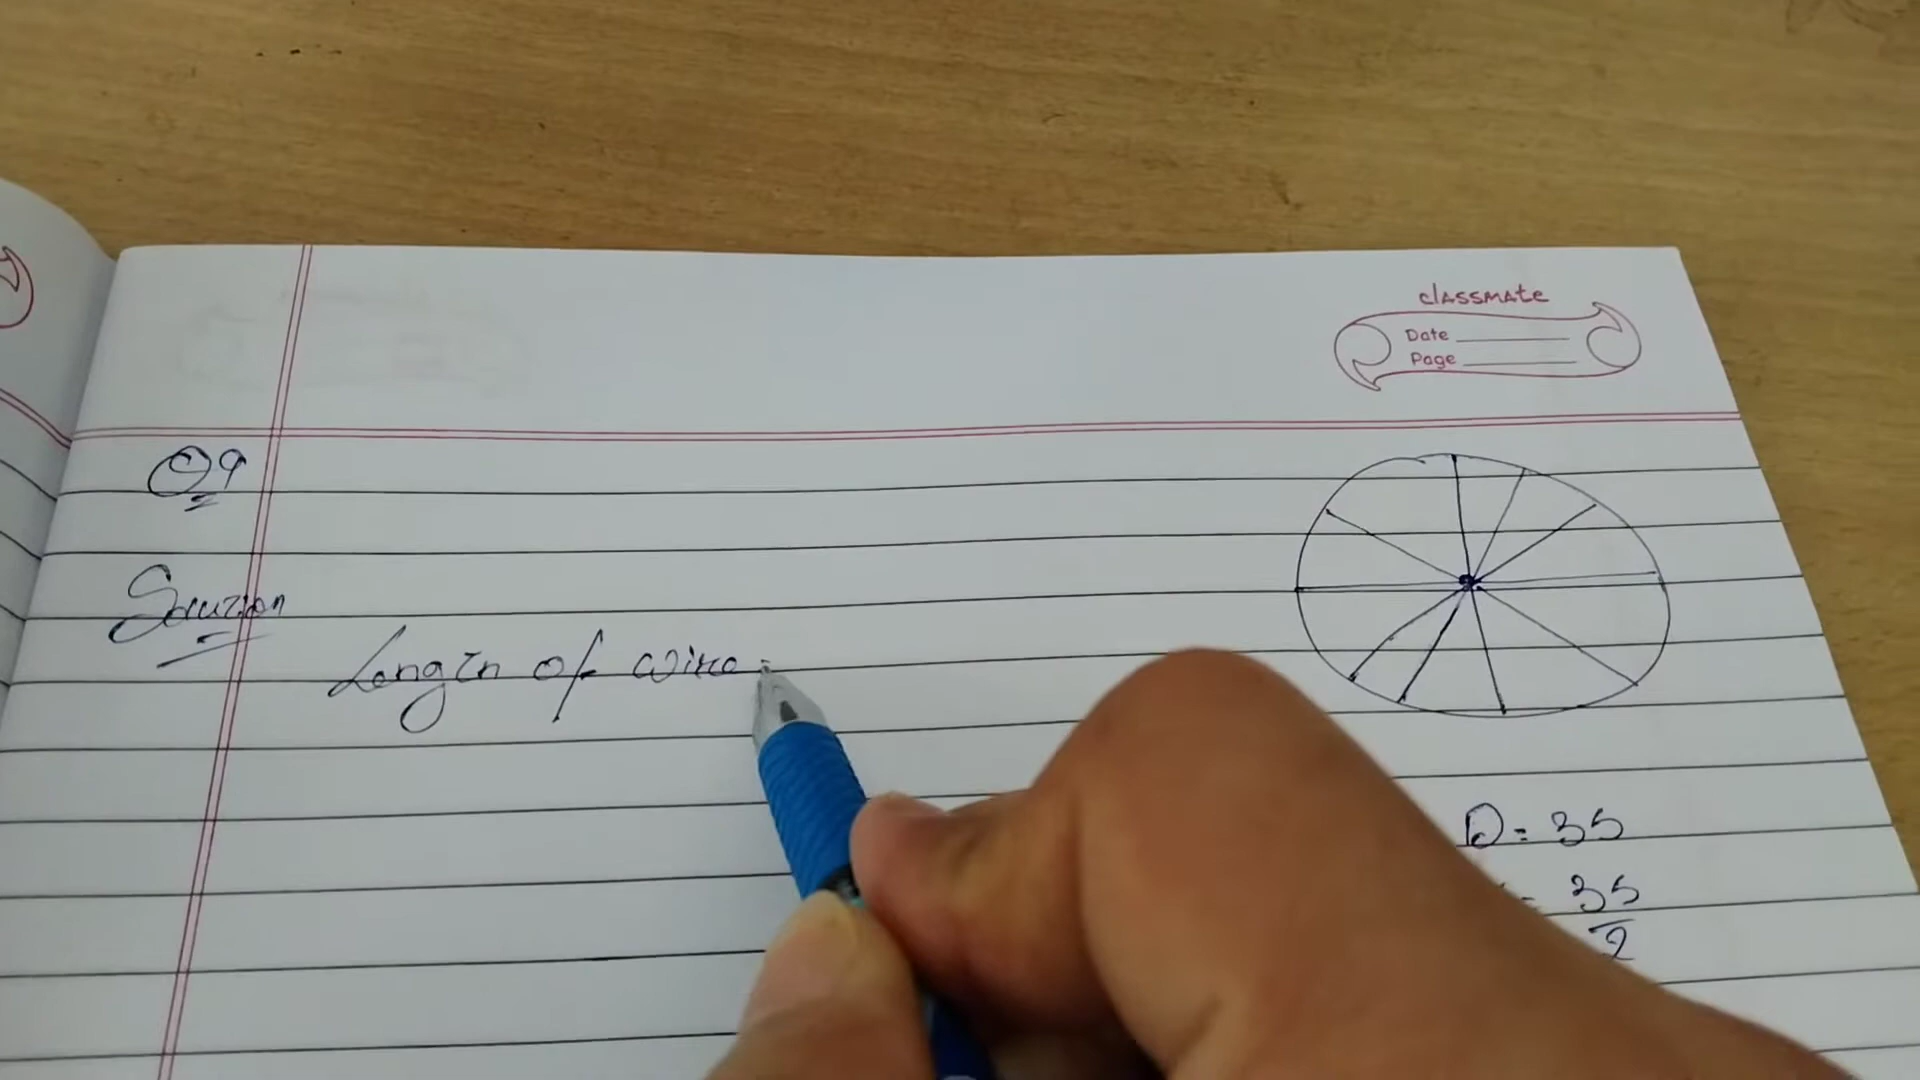 classmate
Date
Page
Q9
Solution
Length of wire =
D = 35
= 35
2